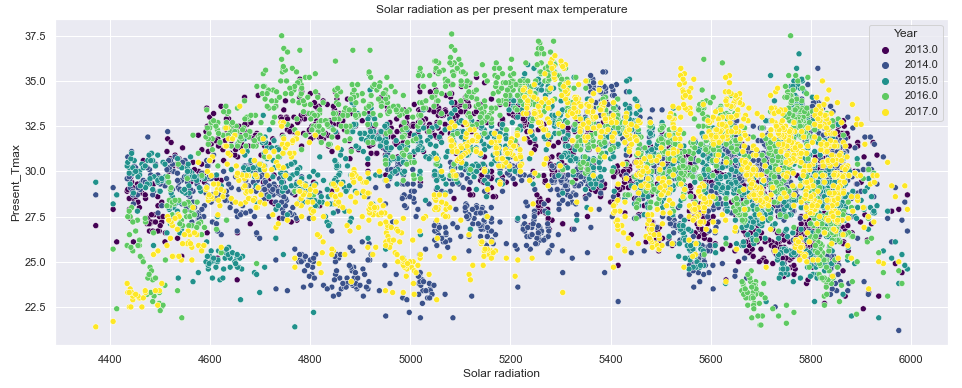 Solar radiation as per present max temperature
Year
2013.0
2014.0
2015.0
2016.0
2017.0
Present_Tmax
37.5
35.0
32.5
30.0
27.5
25.0
22.5
4400 4600 4800 5000 5200 5400 5600 5800 6000
Solar radiation